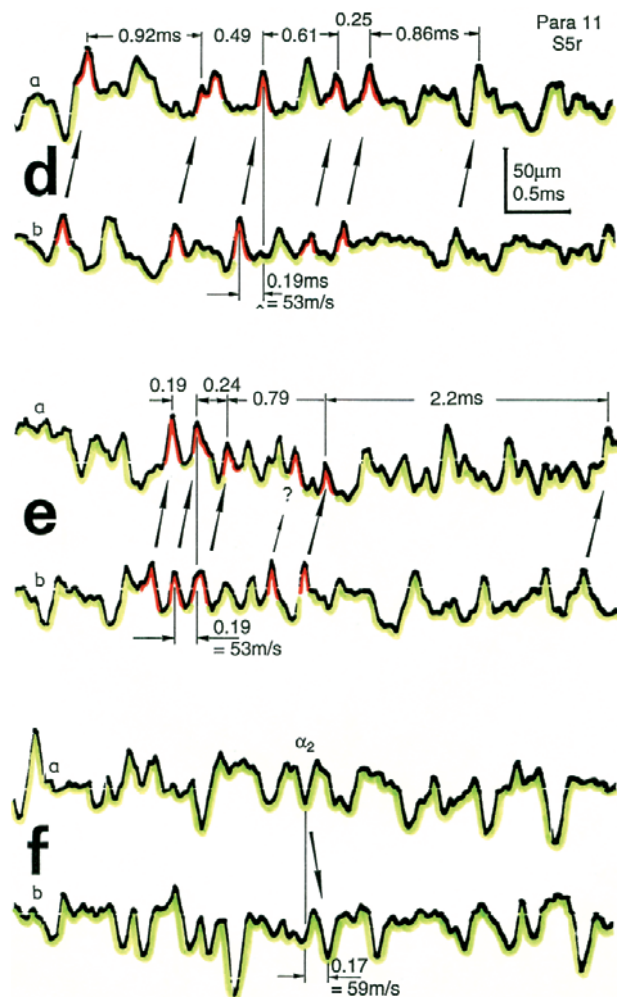 0.92ms 0.49 0.61 0.25 0.86ms
Para 11
S5r
a
d
50µm
0.5ms
b
0.19ms
= 53m/s
0.19 0.24 0.79 2.2ms
a
e
?
b
0.19
= 53m/s
α2
a
f
b
0.17
= 59m/s